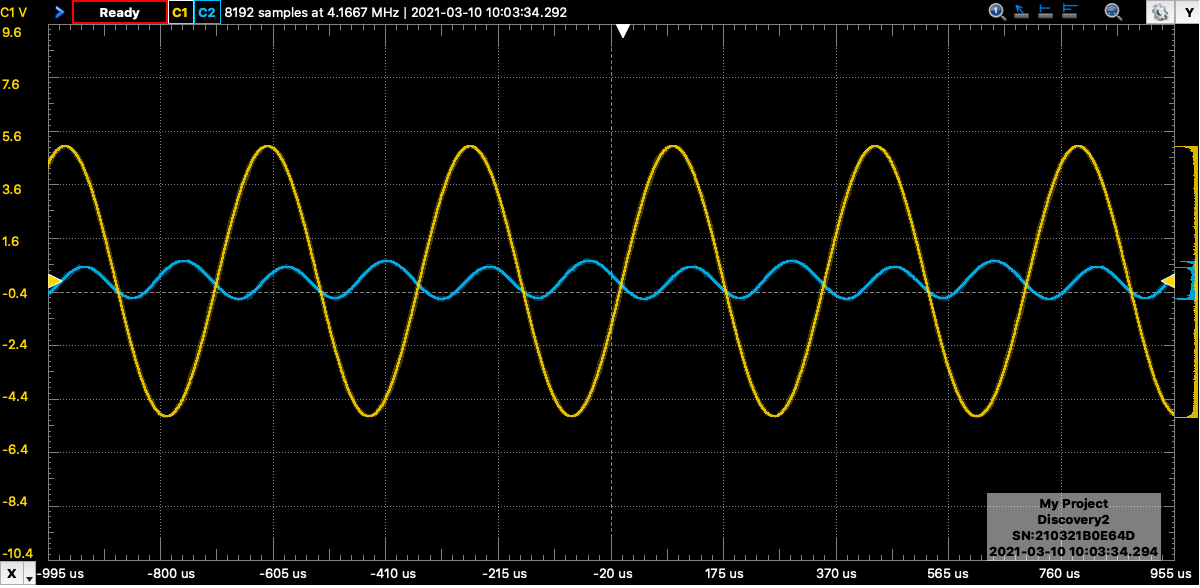 C1 V Ready C1 C2 8192 samples at 4.1667 MHz | 2021-03-10 10:03:34.292 Y
9.6
7.6
5.6
3.6
1.6
-0.4
-2.4
-4.4
-6.4
-8.4
-10.4
My Project
Discovery2
SN:210321B0E64D
2021-03-10 10:03:34.294
X -995 us -800 us -605 us -410 us -215 us -20 us 175 us 370 us 565 us 760 us 955 us